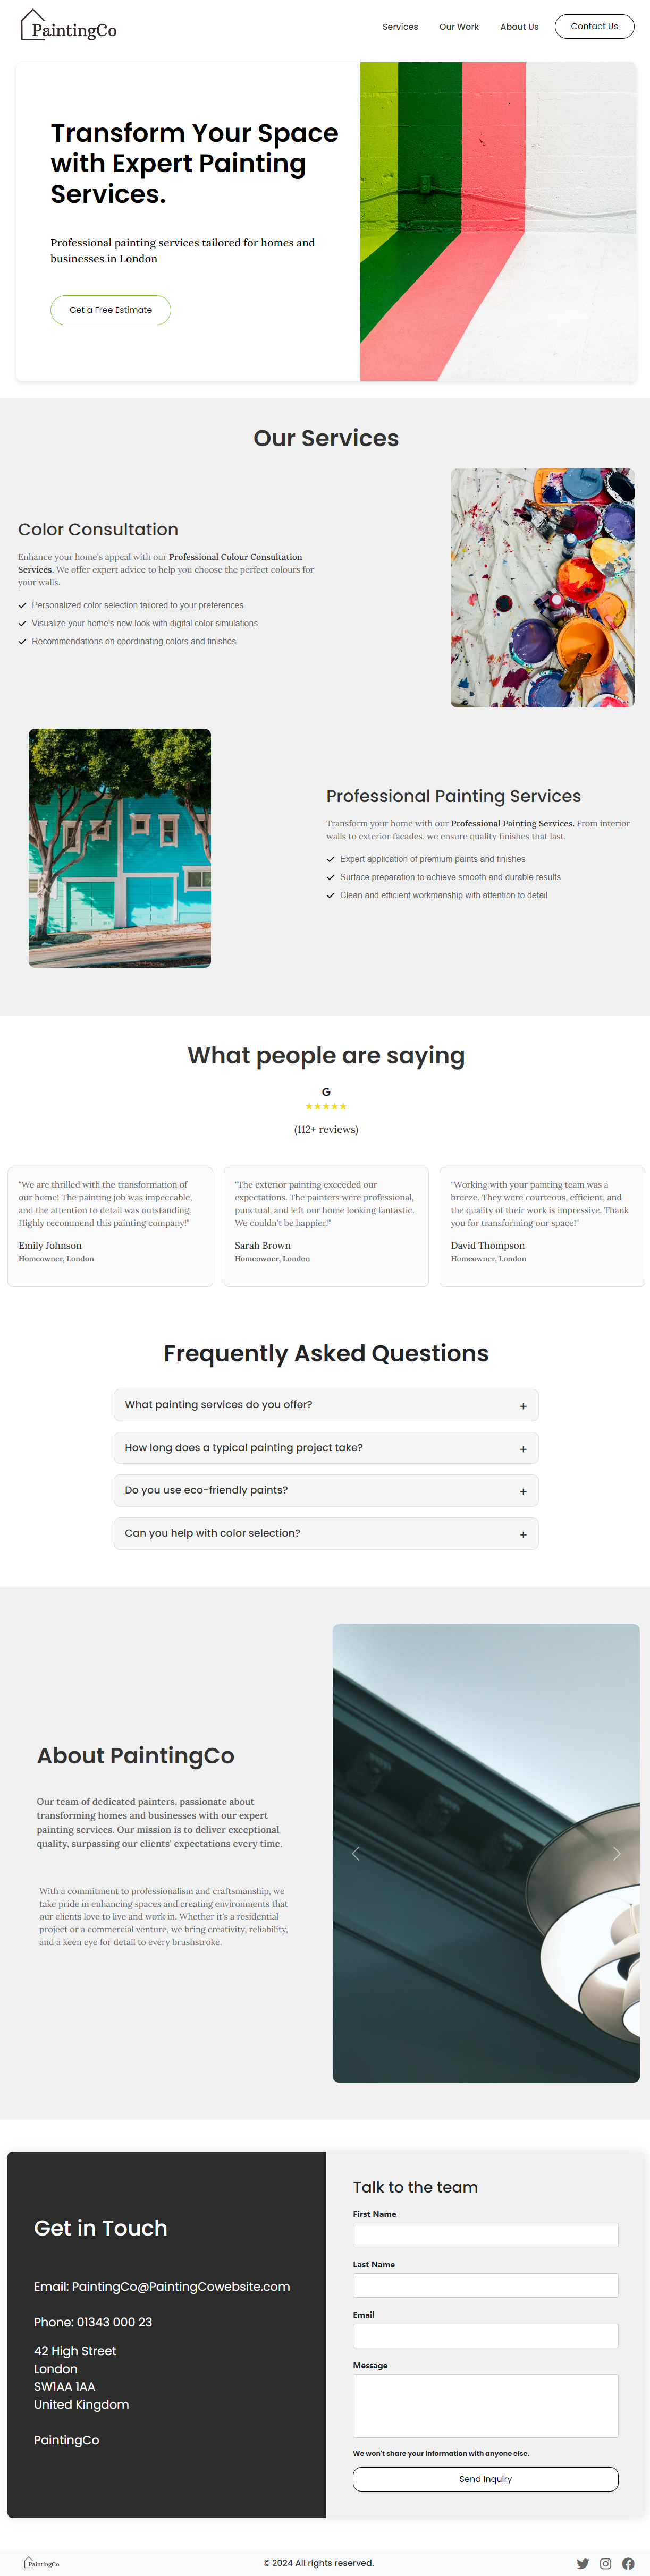 PaintingCo
Services
Our Work
About Us
Contact Us
Transform Your Space
with Expert Painting
Services.
Professional painting services tailored for homes and
businesses in London
Get a Free Estimate
Our Services
Color Consultation
Enhance your home's appeal with our Professional Colour Consultation
Services. We offer expert advice to help you choose the perfect colours for
your walls.
Personalized color selection tailored to your preferences
Visualize your home's new look with digital color simulations
Recommendations on coordinating colors and finishes
Professional Painting Services
Transform your home with our Professional Painting Services. From interior
walls to exterior facades, we ensure quality finishes that last.
Expert application of premium paints and finishes
Surface preparation to achieve smooth and durable results
Clean and efficient workmanship with attention to detail
What people are saying
G
★★★★★
(112+ reviews)
"We are thrilled with the transformation of
our home! The painting job was impeccable,
and the attention to detail was outstanding.
Highly recommend this painting company!"
Emily Johnson
Homeowner, London
"The exterior painting exceeded our
expectations. The painters were professional,
punctual, and left our home looking fantastic.
We couldn't be happier!"
Sarah Brown
Homeowner, London
"Working with your painting team was a
breeze. They were courteous, efficient, and
the quality of their work is impressive. Thank
you for transforming our space!"
David Thompson
Homeowner, London
Frequently Asked Questions
What painting services do you offer? +
How long does a typical painting project take? +
Do you use eco-friendly paints? +
Can you help with color selection? +
About PaintingCo
Our team of dedicated painters, passionate about
transforming homes and businesses with our expert
painting services. Our mission is to deliver exceptional
quality, surpassing our clients' expectations every time.
With a commitment to professionalism and craftsmanship, we
take pride in enhancing spaces and creating environments that
our clients love to live and work in. Whether it's a residential
project or a commercial venture, we bring creativity, reliability,
and a keen eye for detail to every brushstroke.
Get in Touch
Email: PaintingCo@PaintingCowebsite.com
Phone: 01343 000 23
42 High Street
London
SW1AA 1AA
United Kingdom
PaintingCo
Talk to the team
First Name
Last Name
Email
Message
We won't share your information with anyone else.
Send Inquiry
PaintingCo
© 2024 All rights reserved.